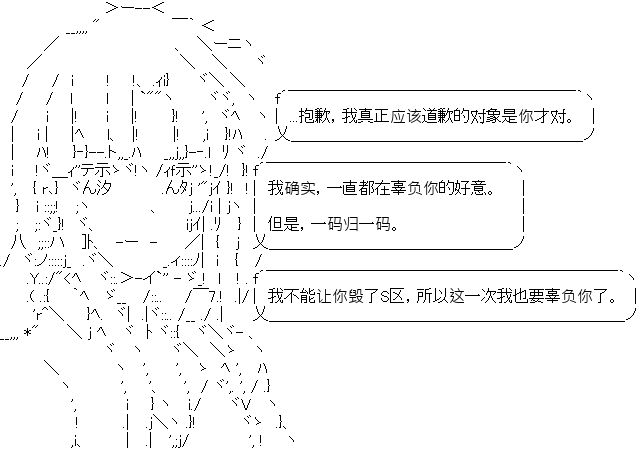 ...抱歉，我真正应该道歉的对象是你才对。
我确实，一直都在辜负你的好意。
但是，一码归一码。
我不能让你毁了S区，所以这一次我也要辜负你了。